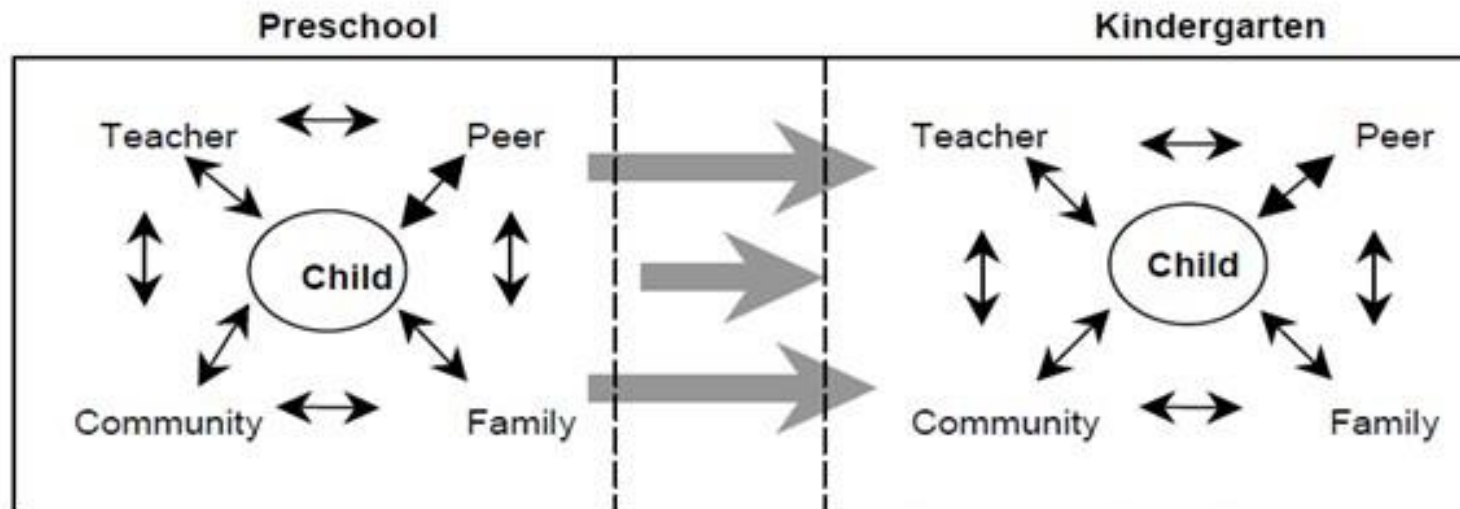 Preschool Kindergarten
Teacher Peer Teacher Peer
Child Child
Community Family Community Family